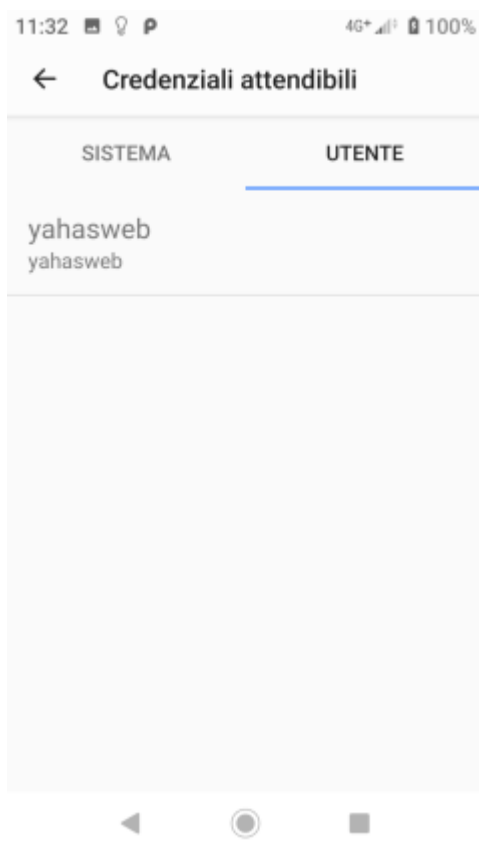 11:32 P 4G+ 100%
Credenziali attendibili
SISTEMA UTENTE
yahasweb
yahasweb